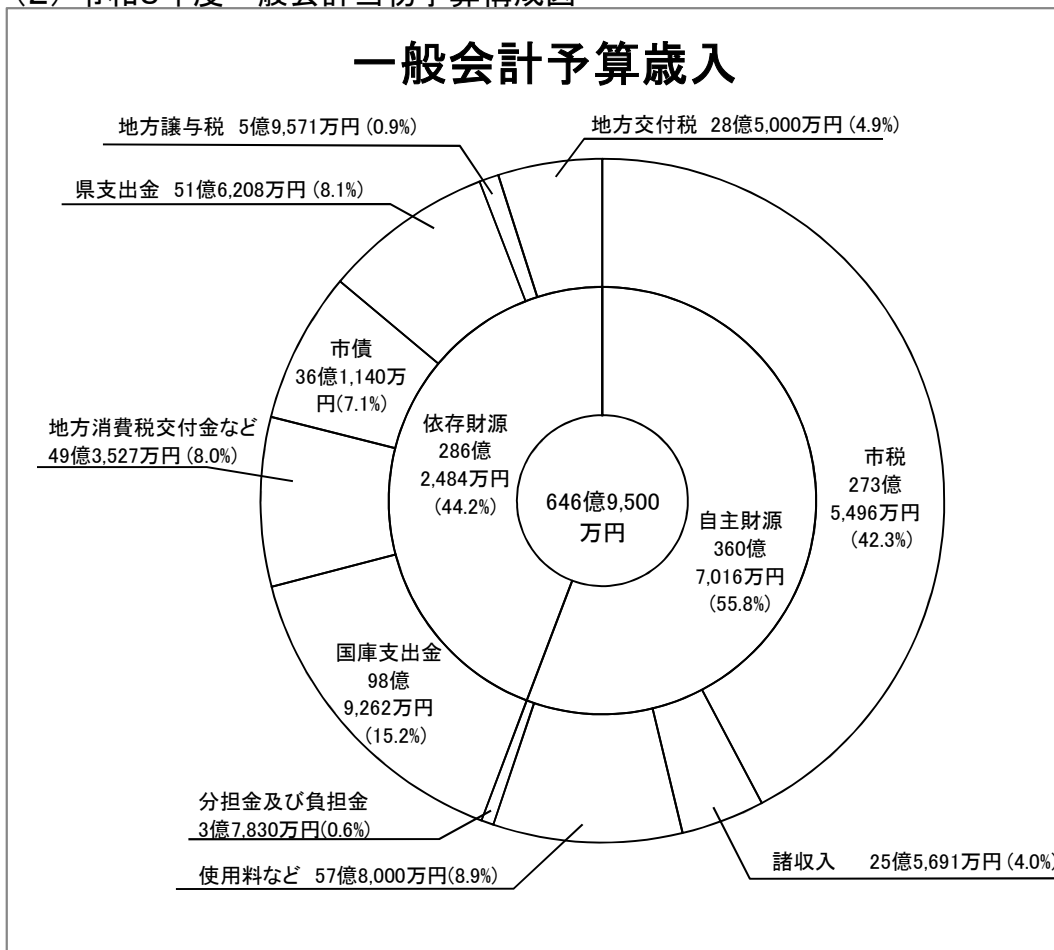 一般会計予算歳入
地方譲与税 5億9,571万円(0.9%)
地方交付税 28億5,000万円(4.9%)
県支出金 51億6,208万円(8.1%)
市債
36億1,140万
円(7.1%)
地方消費税交付金など
49億3,527万円(8.0%)
依存財源
286億
2,484万円
(44.2%)
646億9,500
万円
自主財源
360億
7,016万円
(55.8%)
市税
273億
5,496万円
(42.3%)
国庫支出金
98億
9,262万円
(15.2%)
分担金及び負担金
3億7,830万円(0.6%)
使用料など 57億8,000万円(8.9%)
諸収入 25億5,691万円(4.0%)